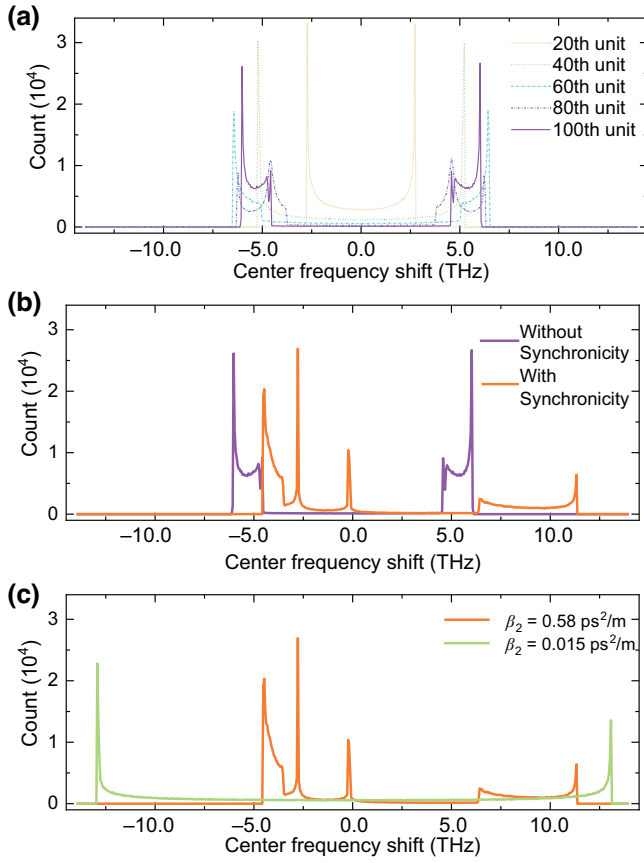 (a)
3
2
1
0
Count (10⁴)
20th unit
40th unit
60th unit
80th unit
100th unit
–10.0 –5.0 0.0 5.0 10.0
Center frequency shift (THz)
(b)
3
2
1
0
Count (10⁴)
Without
Synchronicity
With
Synchronicity
–10.0 –5.0 0.0 5.0 10.0
Center frequency shift (THz)
(c)
3
2
1
0
Count (10⁴)
β₂ = 0.58 ps²/m
β₂ = 0.015 ps²/m
–10.0 –5.0 0.0 5.0 10.0
Center frequency shift (THz)